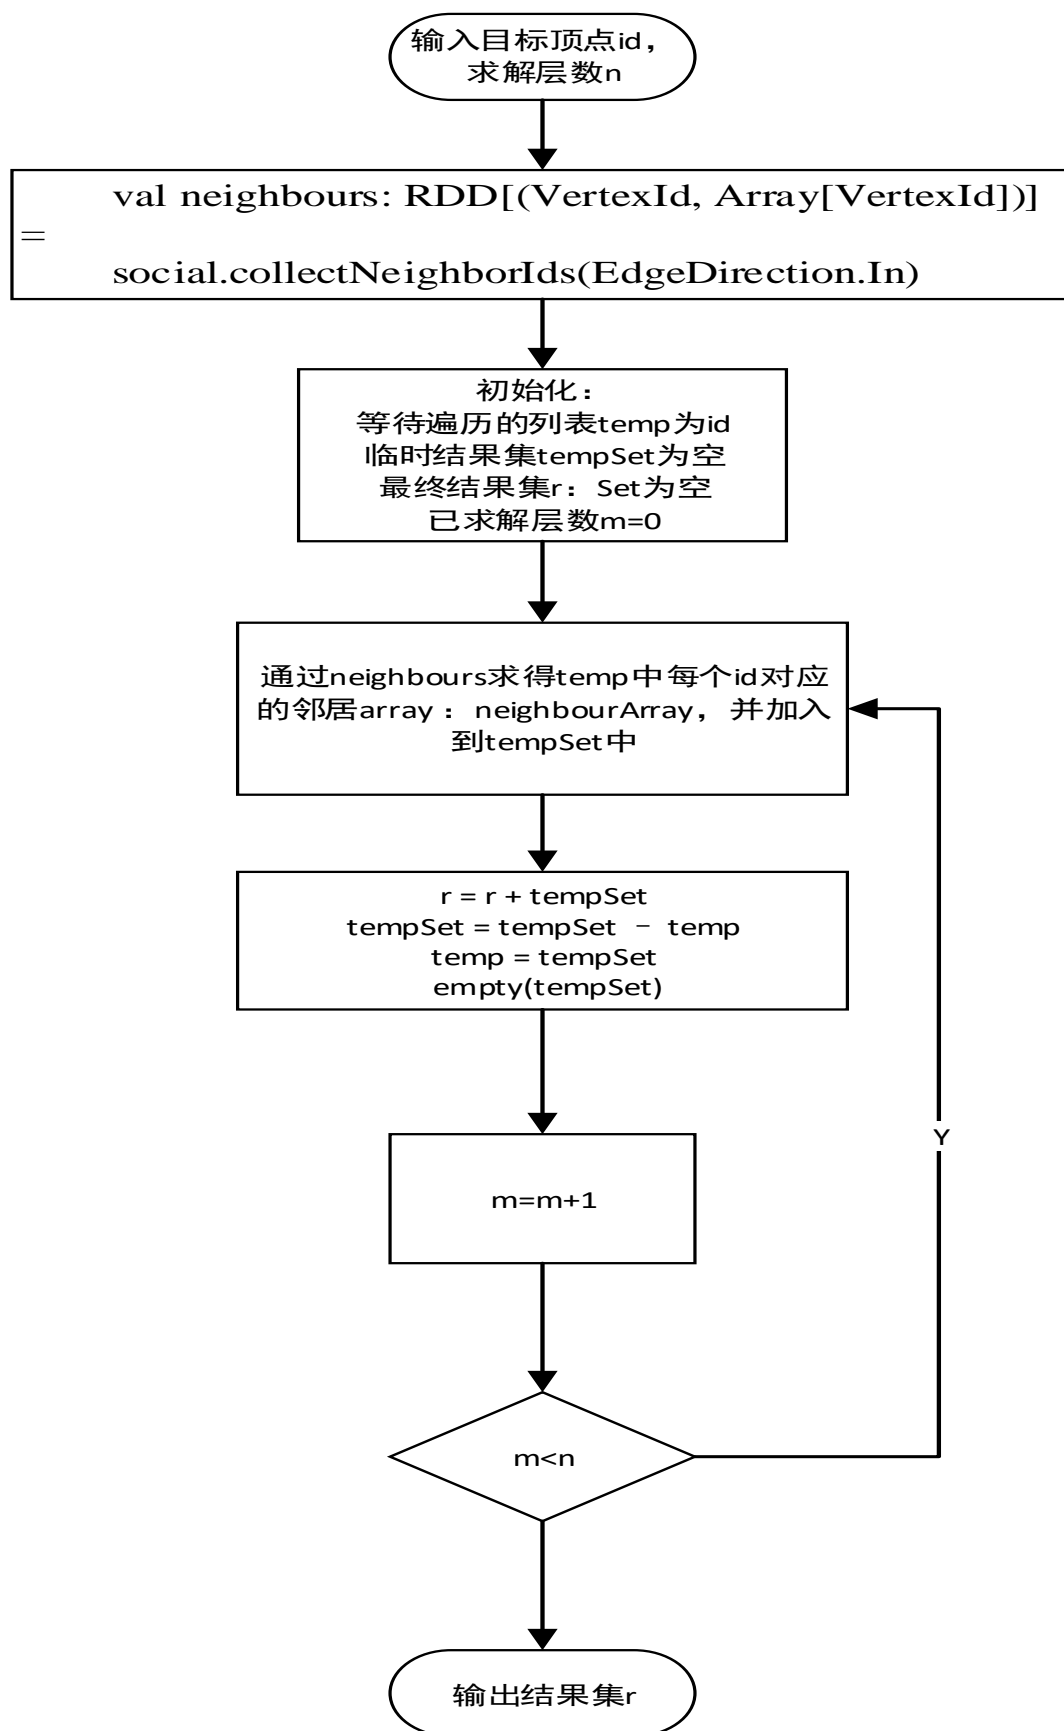 输入目标顶点id，
求解层数n
val neighbours: RDD[(VertexId, Array[VertexId])]
=
social.collectNeighborIds(EdgeDirection.In)
初始化：
等待遍历的列表temp为id
临时结果集tempSet为空
最终结果集r：Set为空
已求解层数m=0
通过neighbours求得temp中每个id对应
的邻居array：neighbourArray，并加入
到tempSet中
r = r + tempSet
tempSet = tempSet – temp
temp = tempSet
empty(tempSet)
Y
m=m+1
m<n
输出结果集r